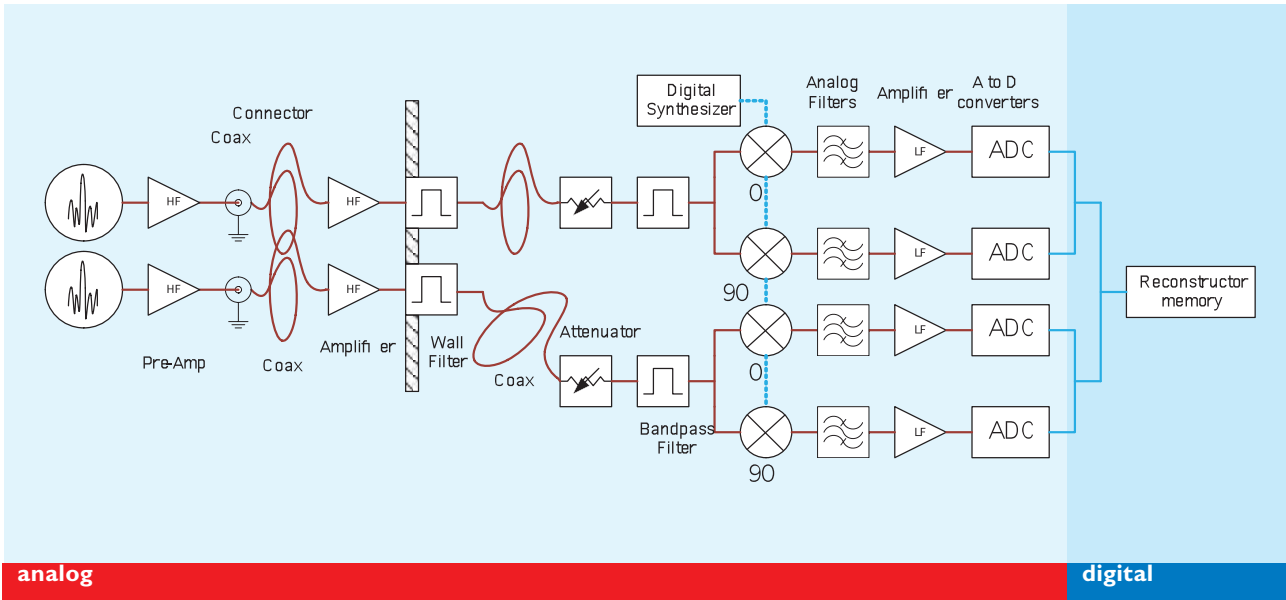 Digital
Synthesizer
Analog
Filters
Amplifi er
A to D
converters
Connector
Coax
HF
HF
0
LF
ADC
90
LF
ADC
HF
HF
Pre-Amp
Coax
Amplifi er
Wall
Filter
Coax
Attenuator
Bandpass
Filter
0
LF
ADC
90
LF
ADC
Reconstructor
memory
analog
digital